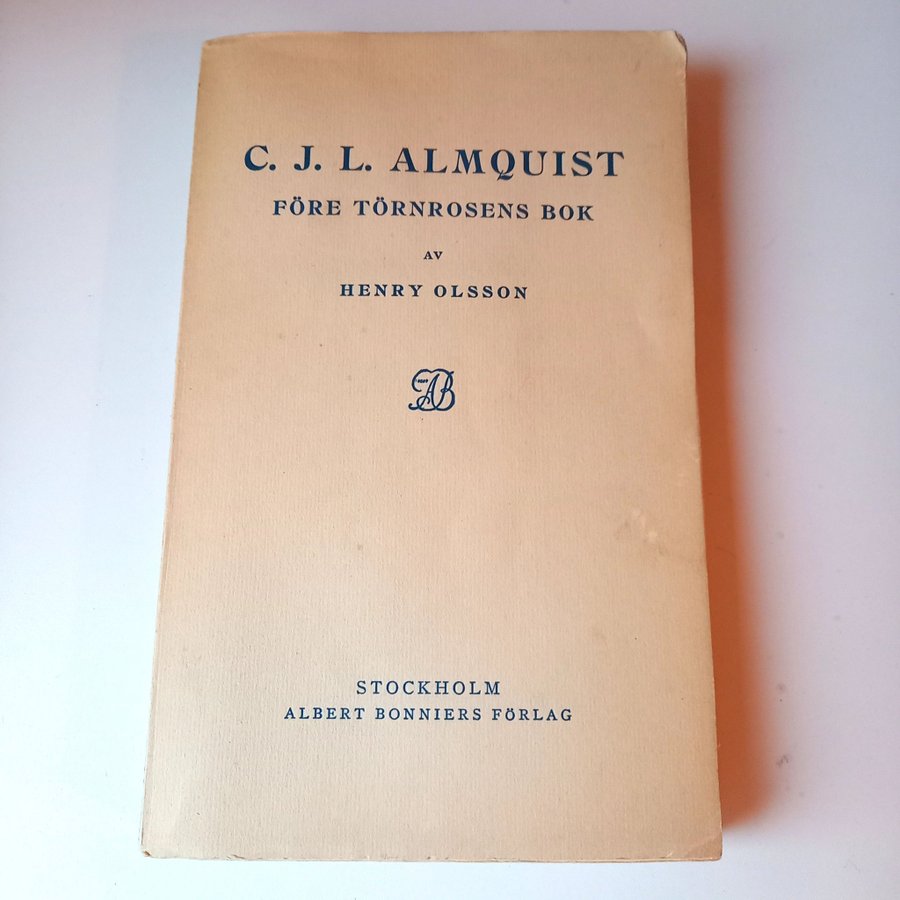 C. J. L. ALMQUIST
FÖRE TÖRNROSENS BOK
AV
HENRY OLSSON
AB
STOCKHOLM
ALBERT BONNIERS FÖRLAG